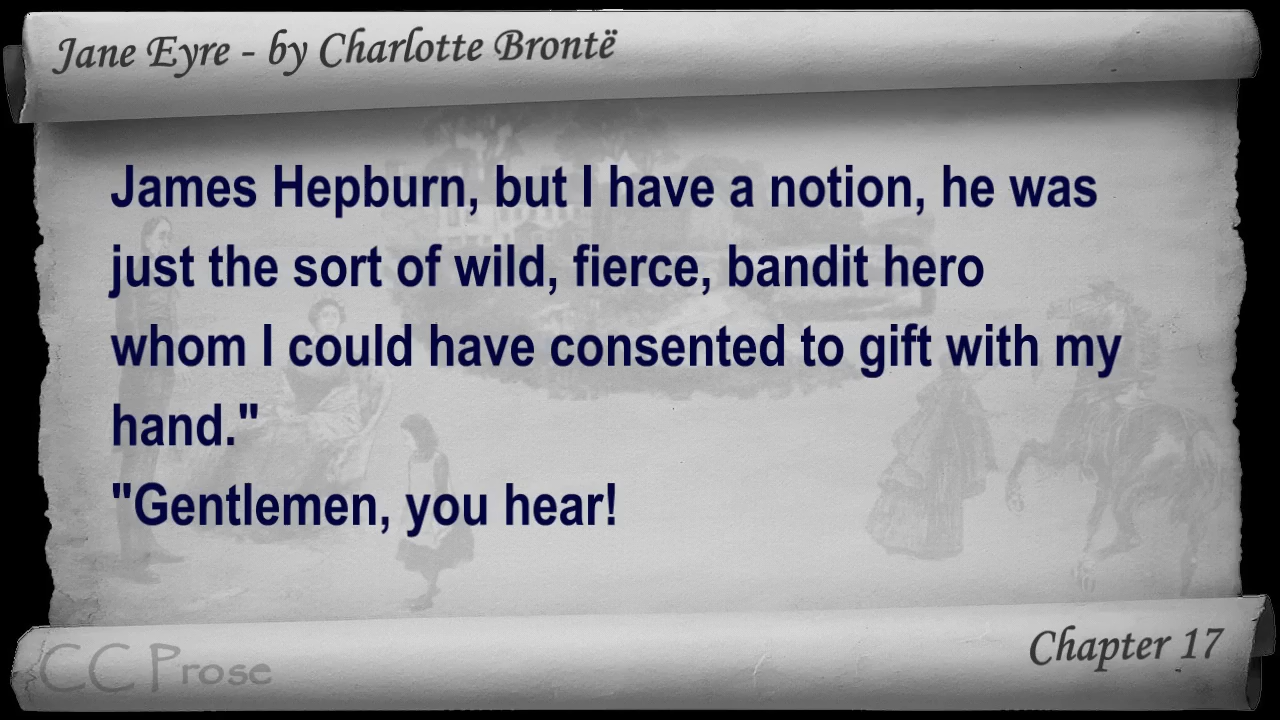 Jane Eyre - by Charlotte Brontë
James Hepburn, but I have a notion, he was
just the sort of wild, fierce, bandit hero
whom I could have consented to gift with my
hand."
"Gentlemen, you hear!
Chapter 17
CC Prose